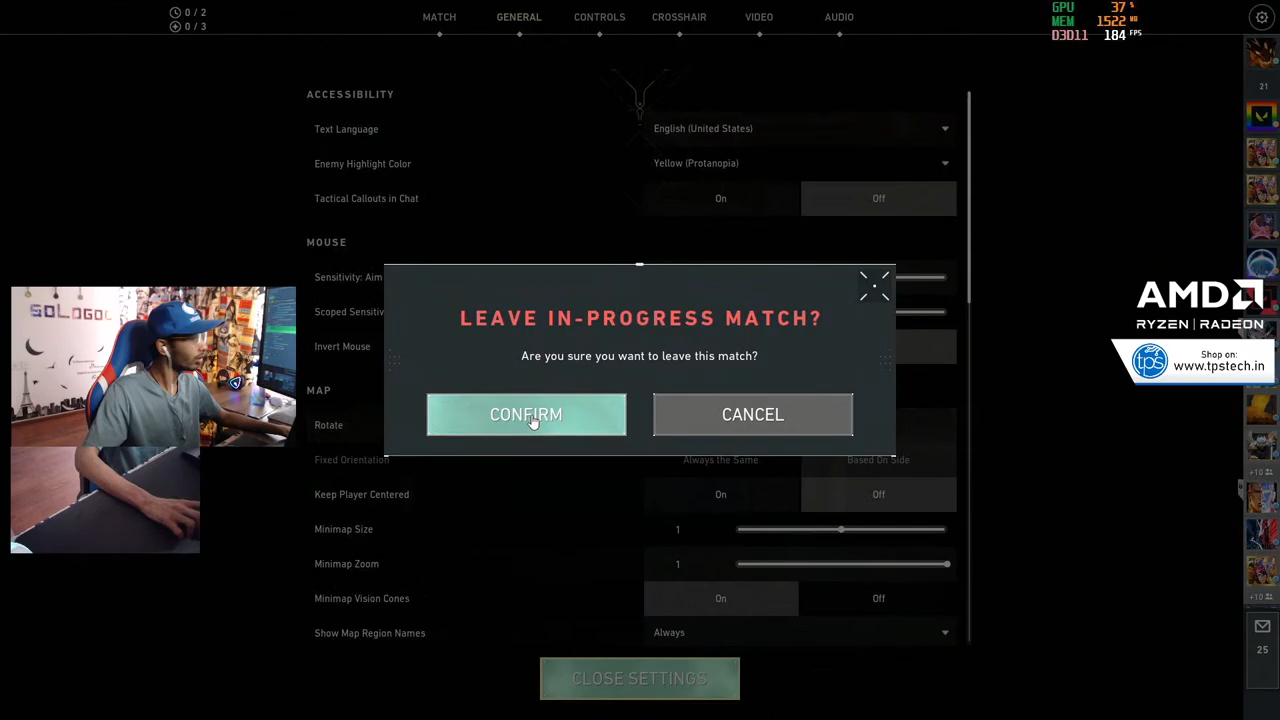 0 / 2
0 / 3
MATCH
GENERAL
CONTROLS
CROSSHAIR
VIDEO
AUDIO
GPU 37 %
MEM 1522 MB
D3D11 184 FPS
ACCESSIBILITY
Text Language English (United States)
Enemy Highlight Color Yellow (Protanopia)
Tactical Callouts in Chat On Off
MOUSE
Sensitivity: Aim
Scoped Sensitiv
Invert Mouse
LEAVE IN-PROGRESS MATCH?
Are you sure you want to leave this match?
CONFIRM
CANCEL
MAP
Rotate
Fixed Orientation Always the Same Based On Side
Keep Player Centered On Off
Minimap Size 1
Minimap Zoom 1
Minimap Vision Cones On Off
Show Map Region Names Always
CLOSE SETTINGS
SOLOGOL
AMD
RYZEN | RADEON
tps
Shop on:
www.tpstech.in
21
+10
+10
25